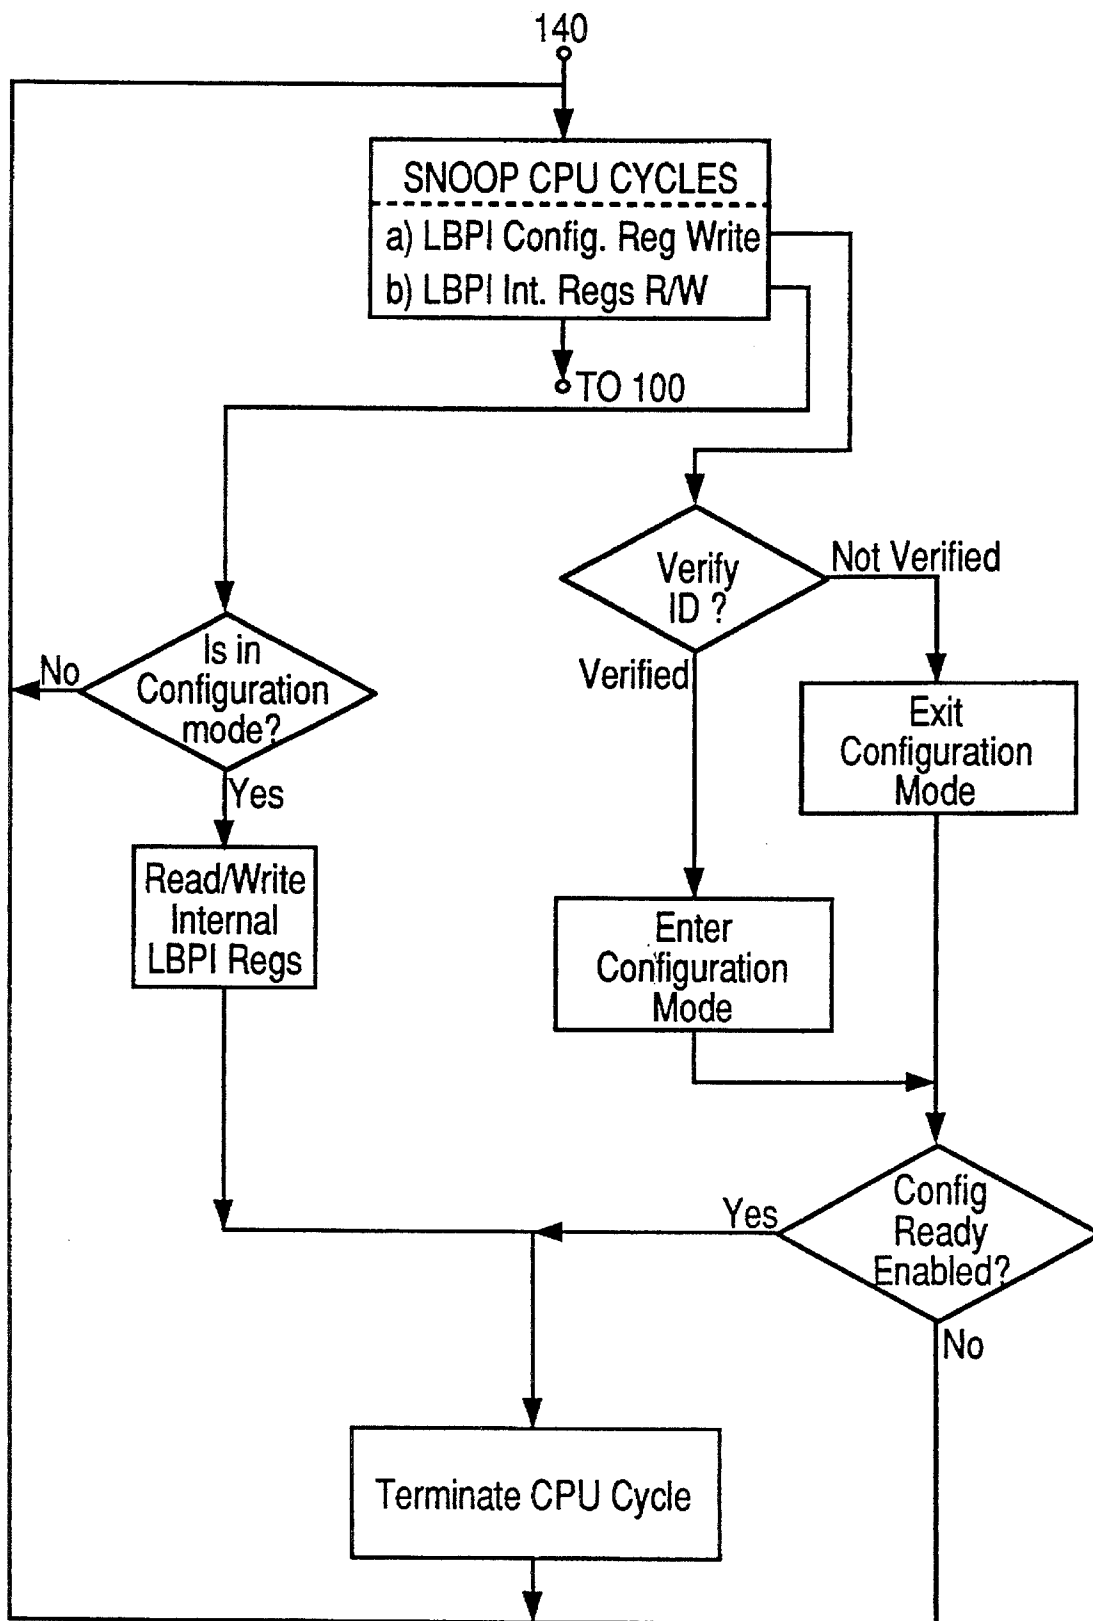 140
SNOOP CPU CYCLES
a) LBPI Config. Reg Write
b) LBPI Int. Regs R/W
TO 100
Verify
ID ?
Not Verified
Verified
Is in
Configuration
mode?
No
Yes
Exit
Configuration
Mode
Read/Write
Internal
LBPI Regs
Enter
Configuration
Mode
Config
Ready
Enabled?
Yes
No
Terminate CPU Cycle